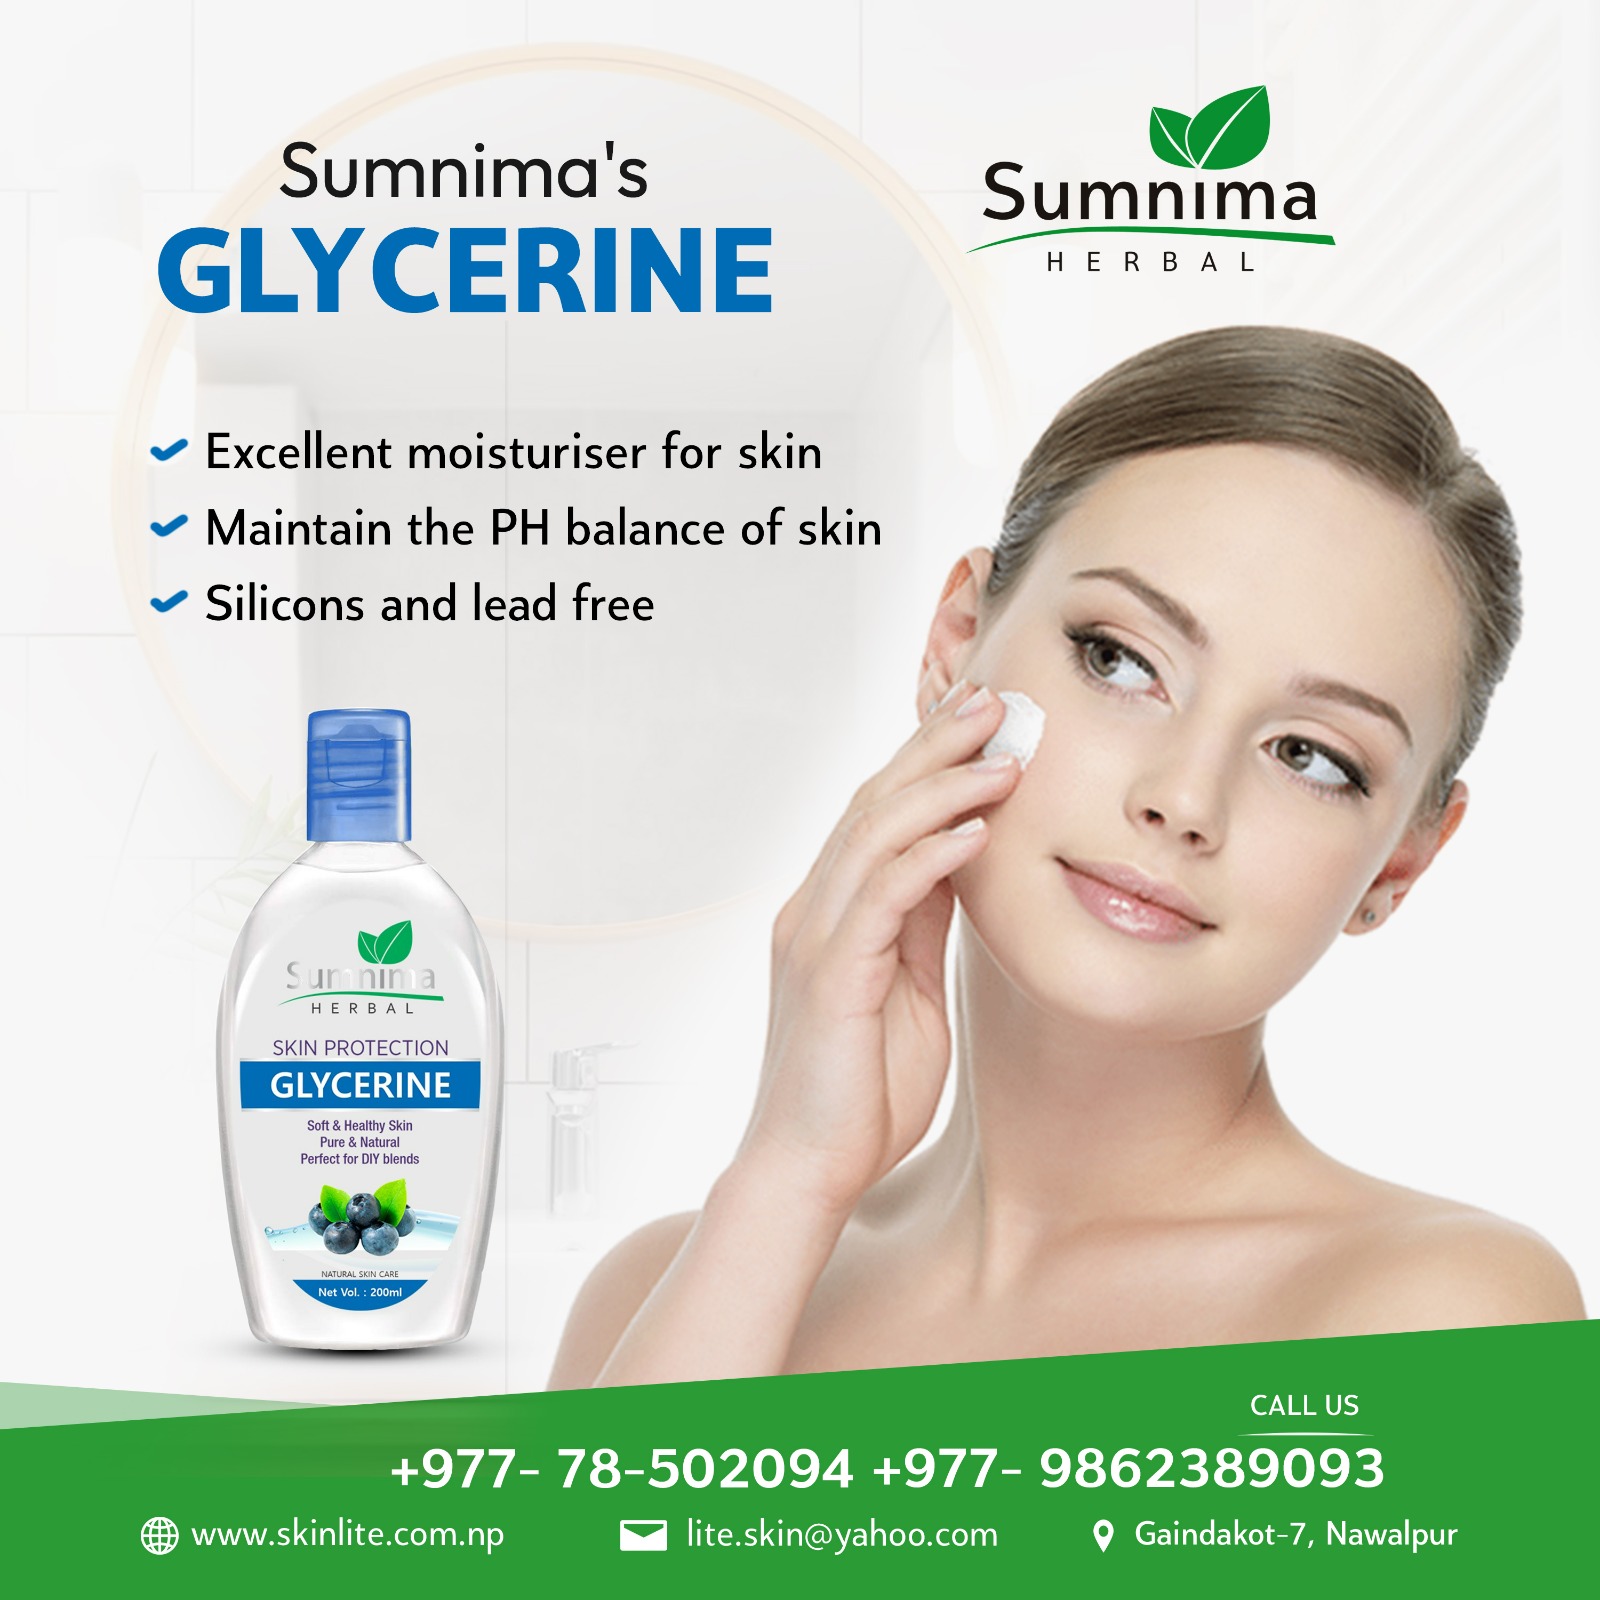 Sumnima's
GLYCERINE
Sumnima
HERBAL
Excellent moisturiser for skin
Maintain the PH balance of skin
Silicons and lead free
Sumnima
HERBAL
SKIN PROTECTION
GLYCERINE
Soft & Healthy Skin
Pure & Natural
Perfect for DIY blends
NATURAL SKIN CARE
Net Vol. : 200ml
CALL US
+977- 78-502094 +977- 9862389093
www.skinlite.com.np
lite.skin@yahoo.com
Gaindakot-7, Nawalpur